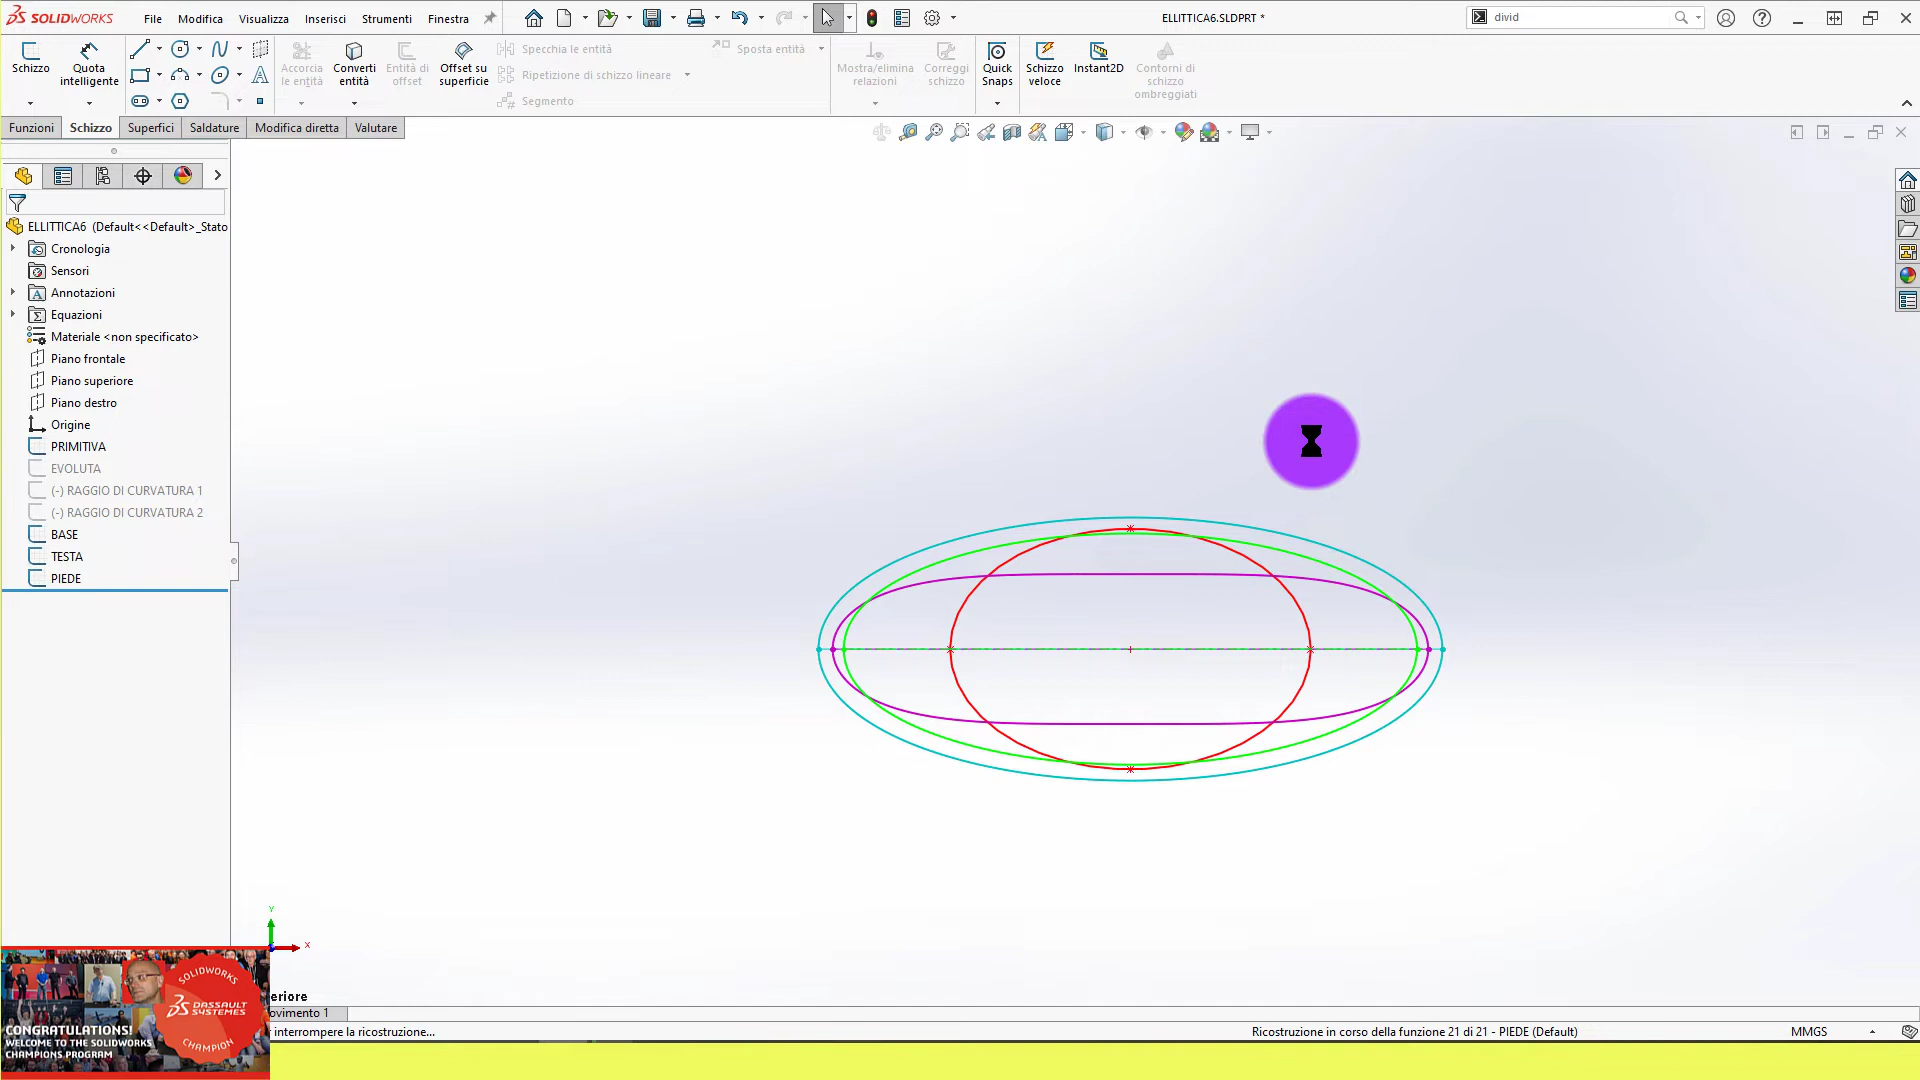 SOLIDWORKS File Modifica Visualizza Inserisci Strumenti Finestra ELLITTICA6.SLDPRT * divid
Schizzo
Quota
intelligente
Accorcia
le entità
Converti
entità
Entità di
offset
Offset su
superficie
Specchia le entità
Ripetizione di schizzo lineare
Segmento
Sposta entità
Mostra/elimina
relazioni
Correggi
schizzo
Quick
Snaps
Schizzo
veloce
Instant2D
Contorni di
schizzo
ombreggiati
Funzioni Schizzo Superfici Saldature Modifica diretta Valutare
ELLITTICA6 (Default<<Default>_Stato
Cronologia
Sensori
Annotazioni
Equazioni
Materiale <non specificato>
Piano frontale
Piano superiore
Piano destro
Origine
PRIMITIVA
EVOLUTA
(-) RAGGIO DI CURVATURA 1
(-) RAGGIO DI CURVATURA 2
BASE
TESTA
PIEDE
Y
X
eriore
ovimento 1
interrompere la ricostruzione...
Ricostruzione in corso della funzione 21 di 21 - PIEDE (Default)
MMGS
SOLIDWORKS
DASSAULT
SYSTEMES
CHAMPION
CONGRATULATIONS!
WELCOME TO THE SOLIDWORKS
CHAMPIONS PROGRAM